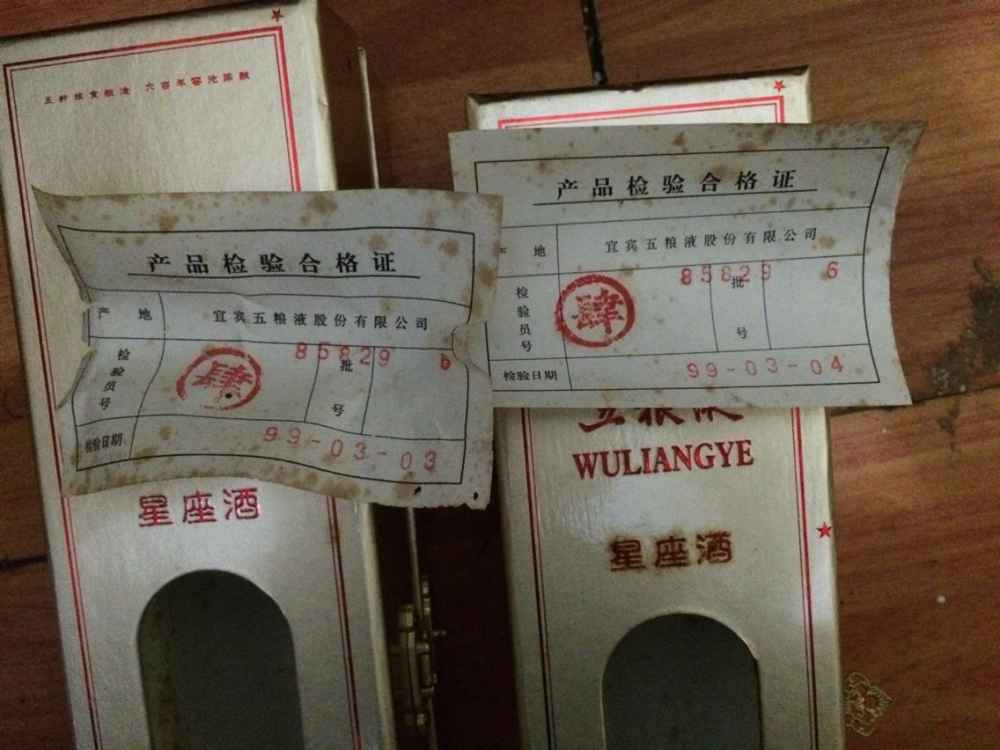 五种粮食酿造 六百年窖池陈酿
产品检验合格证
产 地 宜宾五粮液股份有限公司
检验员号 肆 批号 85829 6
检验日期 99-03-03
星座酒
产品检验合格证
产 地 宜宾五粮液股份有限公司
检验员号 肆 批号 85829 6
检验日期 99-03-04
五粮液
WULIANGYE
星座酒